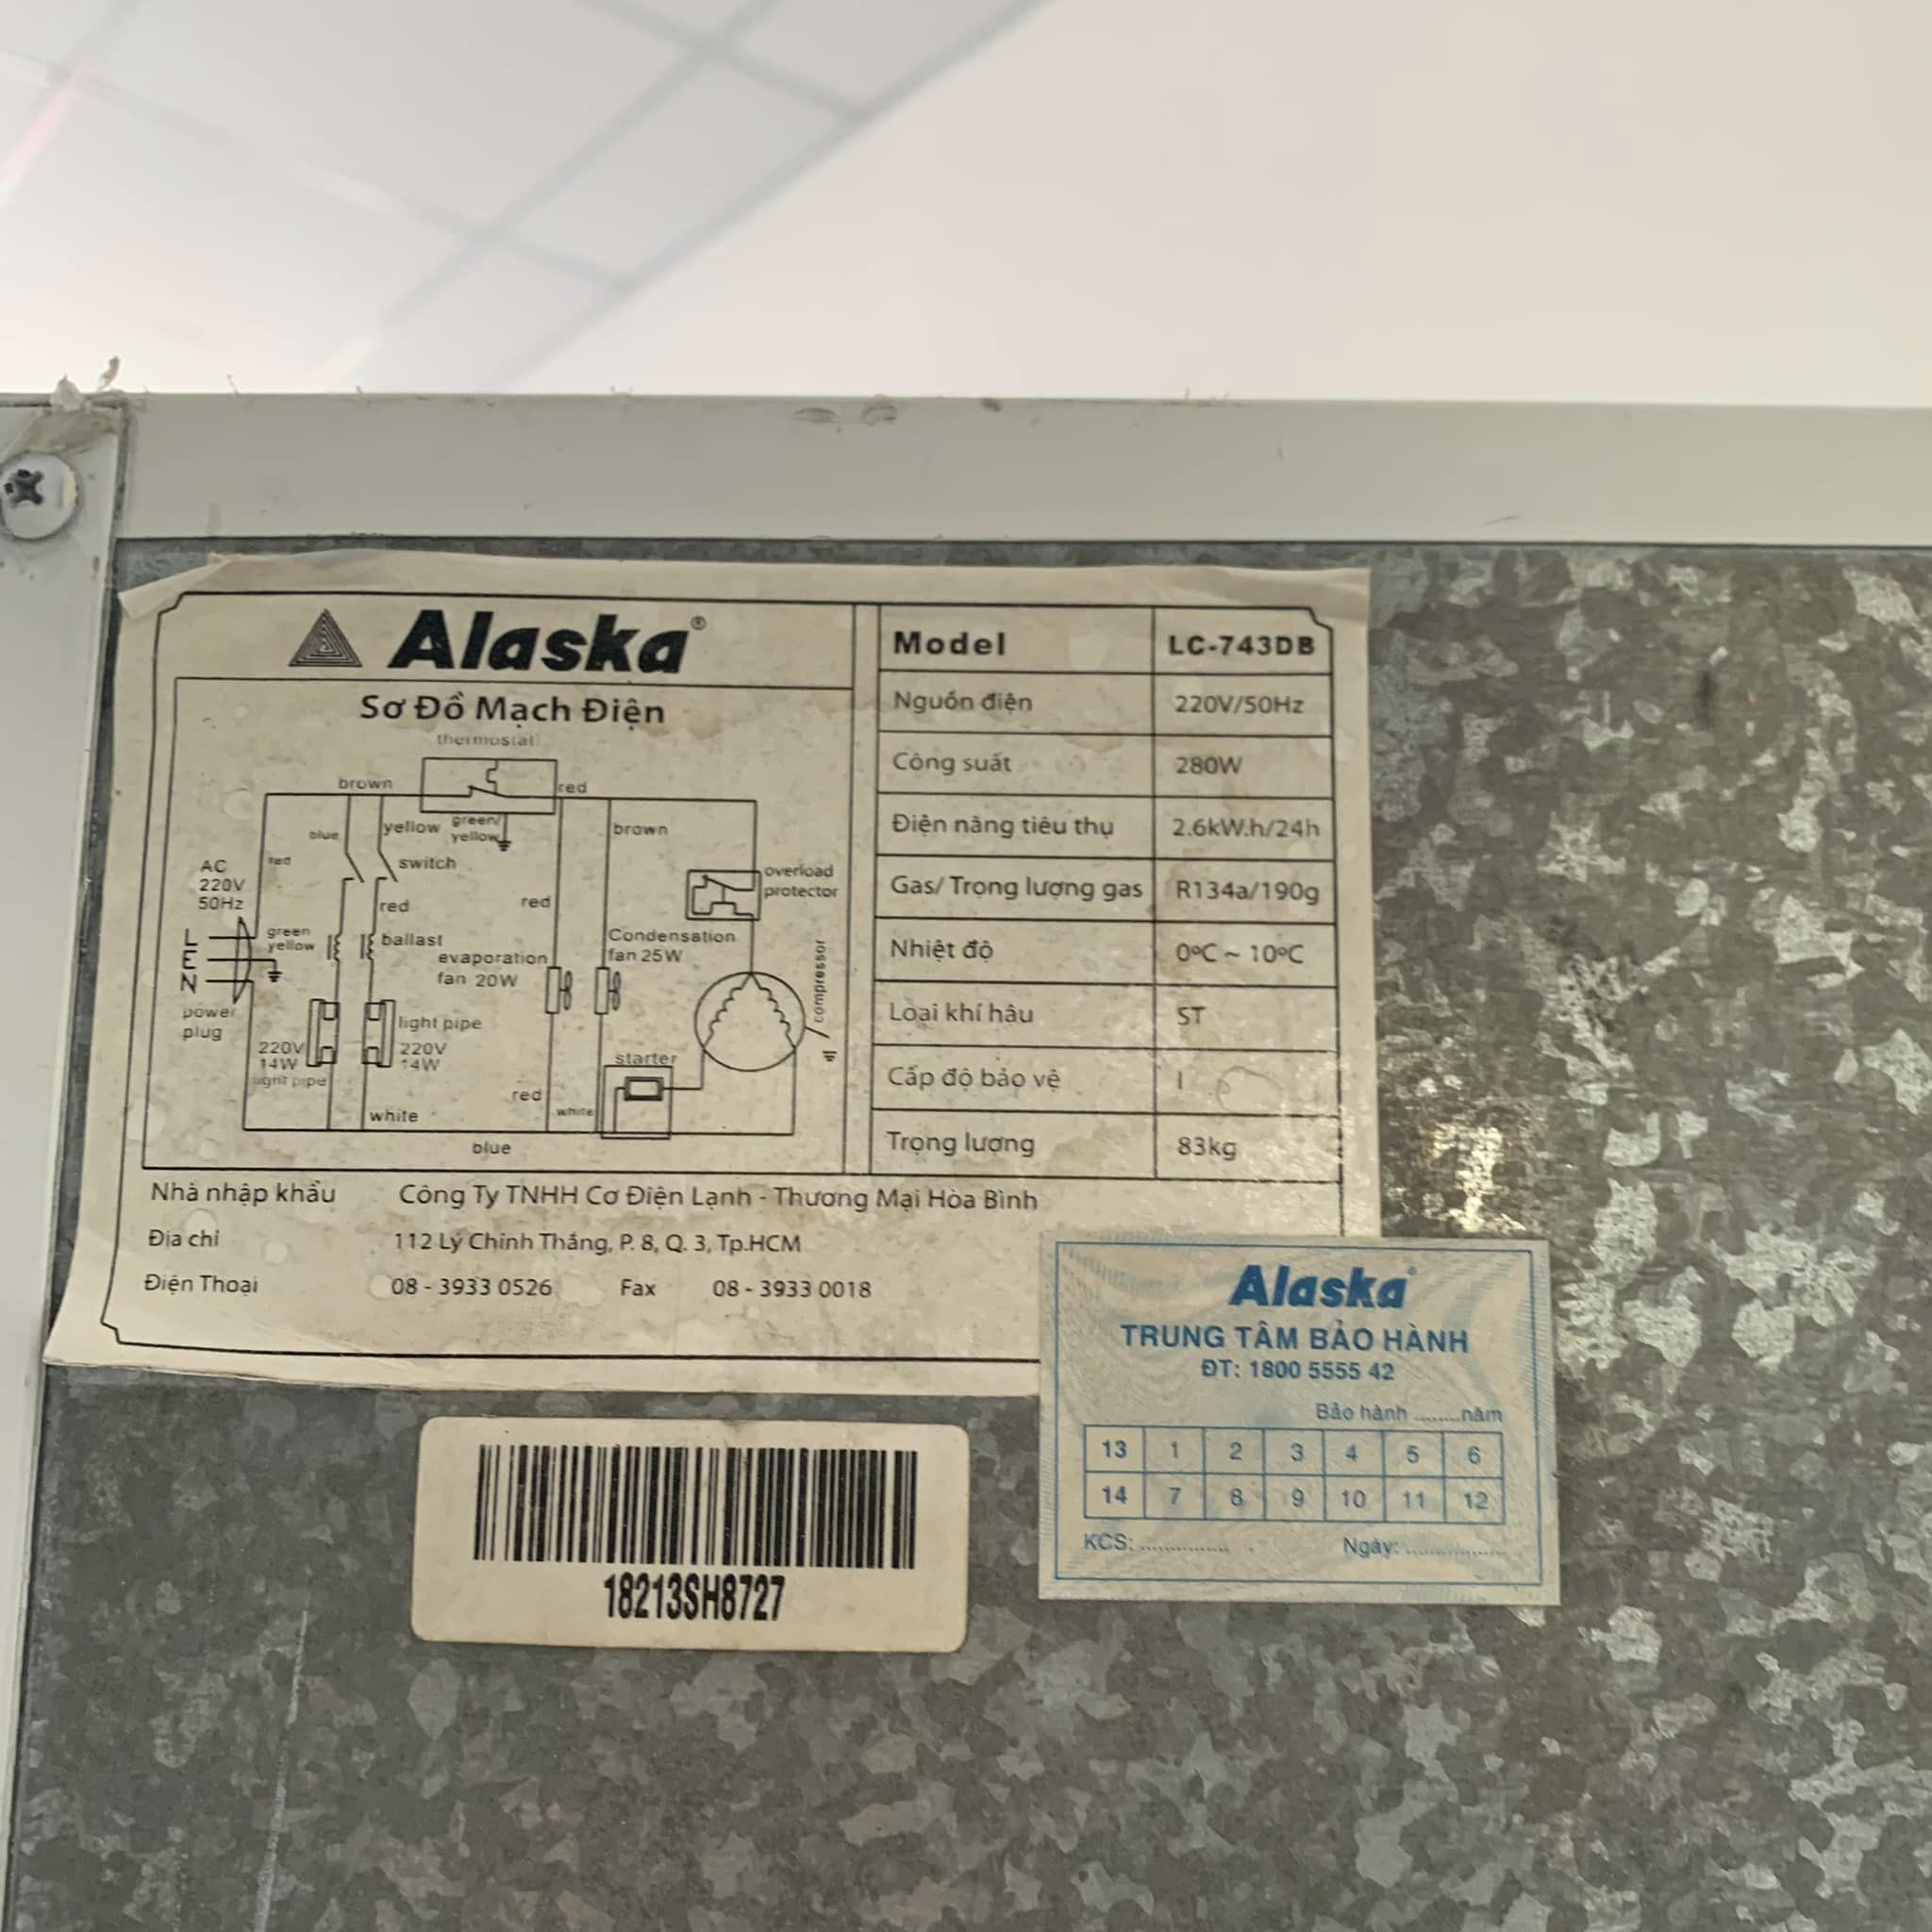 Alaska®
Sơ Đồ Mạch Điện
thermostat
brown
red
blue
yellow
green/
yellow
brown
red
switch
AC
220V
50Hz
overload
protector
red
red
L
E
N
green
yellow
ballast
evaporation
fan 20W
Condensation
fan 25W
compressor
power
plug
light pipe
220V
14W
220V
14W
light pipe
starter
red
white
white
blue
Model LC-743DB
Nguồn điện 220V/50Hz
Công suất 280W
Điện năng tiêu thụ 2.6kW.h/24h
Gas/ Trọng lượng gas R134a/190g
Nhiệt độ 0ºC ~ 10ºC
Loại khí hậu ST
Cấp độ bảo vệ I
Trọng lượng 83kg
Nhà nhập khẩu Công Ty TNHH Cơ Điện Lạnh - Thương Mại Hòa Bình
Địa chỉ 112 Lý Chính Thắng, P. 8, Q. 3, Tp.HCM
Điện Thoại 08 - 3933 0526 Fax 08 - 3933 0018
Alaska
TRUNG TÂM BẢO HÀNH
ĐT: 1800 5555 42
Bảo hành ........năm
13 1 2 3 4 5 6
14 7 8 9 10 11 12
KCS: .............. Ngày: ................
18213SH8727